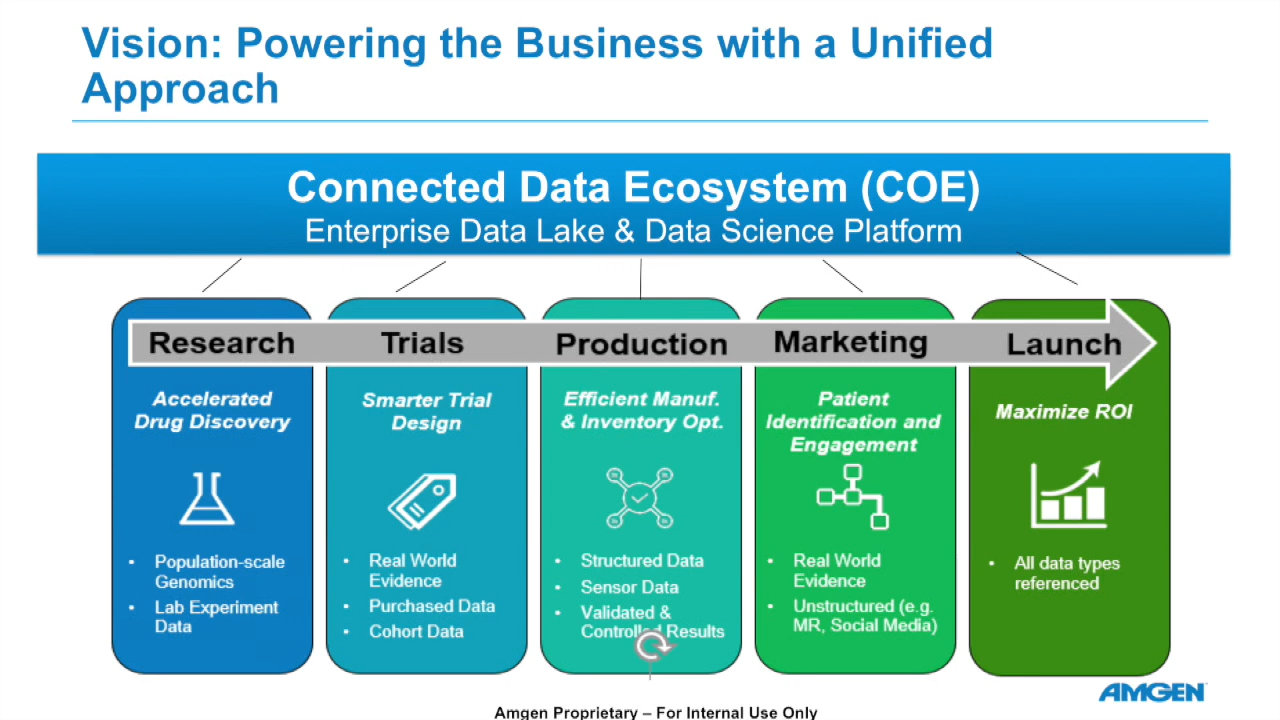 Vision: Powering the Business with a Unified
Approach
Connected Data Ecosystem (COE)
Enterprise Data Lake & Data Science Platform
Research
Trials
Production
Marketing
Launch
Accelerated
Drug Discovery
• Population-scale
Genomics
• Lab Experiment
Data
Smarter Trial
Design
• Real World
Evidence
• Purchased Data
• Cohort Data
Efficient Manuf.
& Inventory Opt.
• Structured Data
• Sensor Data
• Validated &
Controlled Results
Patient
Identification and
Engagement
• Real World
Evidence
• Unstructured (e.g.
MR, Social Media)
Maximize ROI
• All data types
referenced
AMGEN
Amgen Proprietary – For Internal Use Only